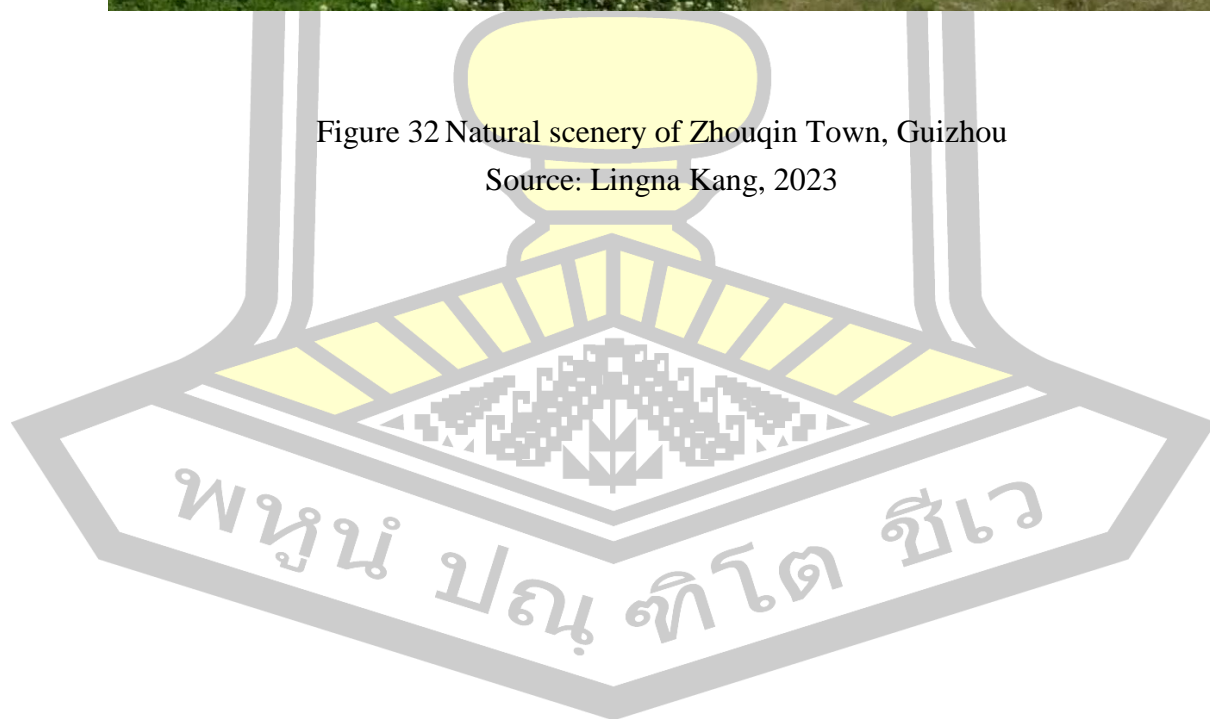 Figure 32 Natural scenery of Zhouqin Town, Guizhou
Source: Lingna Kang, 2023
พหูนํ ปณฺฑิโต ชีเว